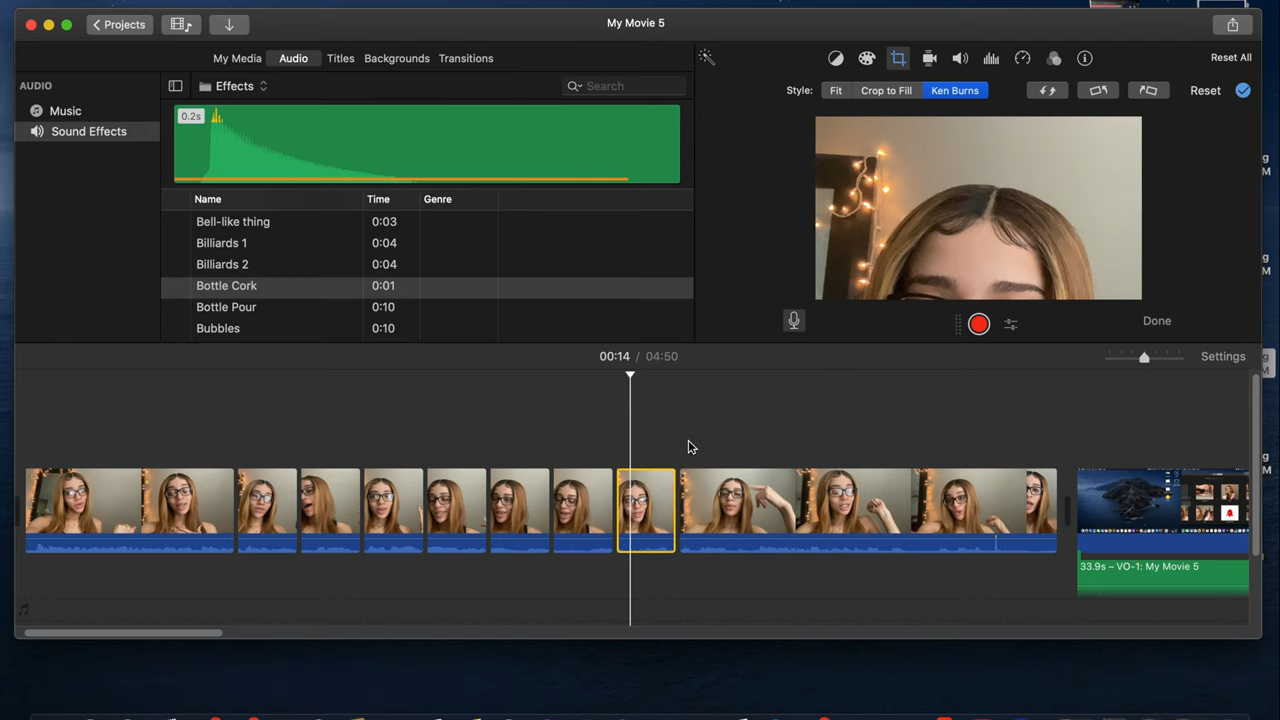 My Movie 5
Projects
My Media Audio Titles Backgrounds Transitions
Reset All
AUDIO
Music
Sound Effects
Effects
Search
Style: Fit Crop to Fill Ken Burns Reset
0.2s
Name Time Genre
Bell-like thing 0:03
Billiards 1 0:04
Billiards 2 0:04
Bottle Cork 0:01
Bottle Pour 0:10
Bubbles 0:10
Done
00:14 / 04:50
Settings
33.9s – VO-1: My Movie 5
g
M
g
M
g
M